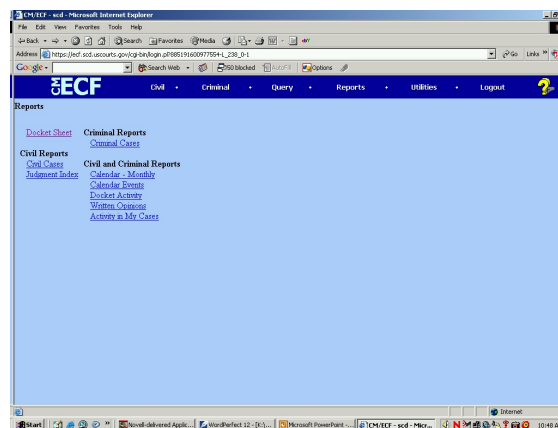 CM/ECF - scd - Microsoft Internet Explorer
File Edit View Favorites Tools Help
Back Search Favorites Media
Address https://ecf.scd.uscourts.gov/cgi-bin/login.pl?885191600977554-L_238_0-1 Go Links »
Google Search Web 350 blocked AutoFill Options
CM ECF Civil Criminal Query Reports Utilities Logout ?
Reports
Docket Sheet Criminal Reports
Criminal Cases
Civil Reports Civil and Criminal Reports
Civil Cases Calendar - Monthly
Judgment Index Calendar Events
Docket Activity
Written Opinions
Activity in My Cases
Internet
Start » Novell-delivered Applic... WordPerfect 12 - [K:\... Microsoft PowerPoint -... CM/ECF - scd - Micr... 10:49